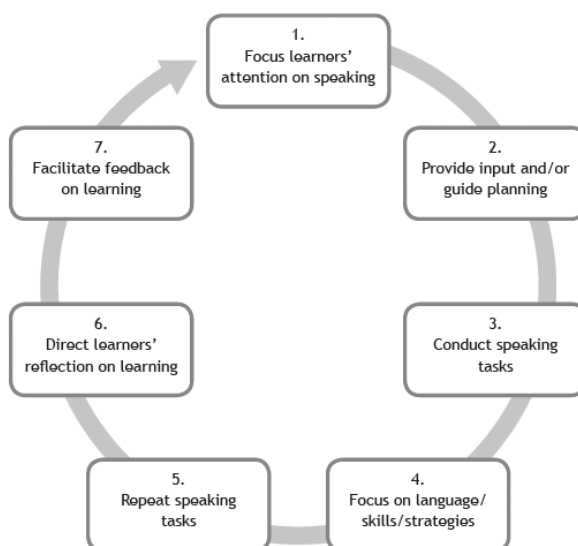 1.
Focus learners’
attention on speaking
2.
Provide input and/or
guide planning
3.
Conduct speaking
tasks
4.
Focus on language/
skills/strategies
5.
Repeat speaking
tasks
6.
Direct learners’
reflection on learning
7.
Facilitate feedback
on learning